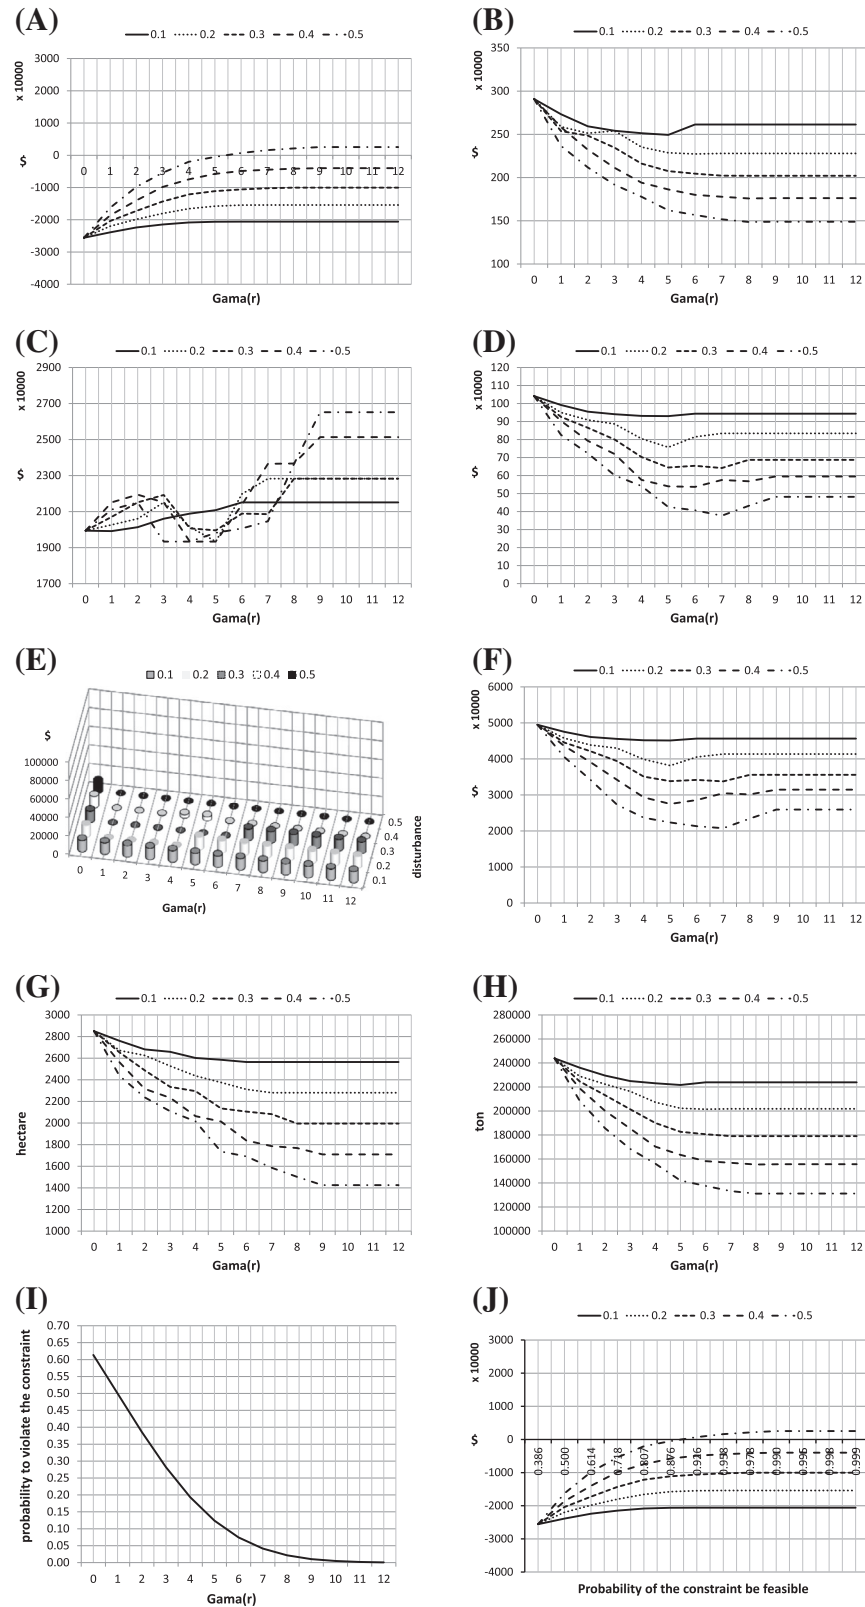 (A)
0.1 0.2 0.3 0.4 0.5
x 10000
$
3000
2000
1000
0
-1000
-2000
-3000
-4000
0 1 2 3 4 5 6 7 8 9 10 11 12
Gama(r)
(B)
0.1 0.2 0.3 0.4 0.5
x 10000
$
350
300
250
200
150
100
0 1 2 3 4 5 6 7 8 9 10 11 12
Gama(r)
(C)
0.1 0.2 0.3 0.4 0.5
x 10000
$
2900
2700
2500
2300
2100
1900
1700
0 1 2 3 4 5 6 7 8 9 10 11 12
Gama(r)
(D)
0.1 0.2 0.3 0.4 0.5
x 10000
$
120
110
100
90
80
70
60
50
40
30
20
10
0
0 1 2 3 4 5 6 7 8 9 10 11 12
Gama(r)
(E)
0.1 0.2 0.3 0.4 0.5
$
100000
80000
60000
40000
20000
0
0 1 2 3 4 5 6 7 8 9 10 11 12
Gama(r)
0.5
0.4
0.3
0.2
0.1
disturbance
(F)
0.1 0.2 0.3 0.4 0.5
x 10000
$
6000
5000
4000
3000
2000
1000
0
0 1 2 3 4 5 6 7 8 9 10 11 12
Gama(r)
(G)
0.1 0.2 0.3 0.4 0.5
hectare
3000
2800
2600
2400
2200
2000
1800
1600
1400
1200
1000
0 1 2 3 4 5 6 7 8 9 10 11 12
Gama(r)
(H)
0.1 0.2 0.3 0.4 0.5
ton
280000
260000
240000
220000
200000
180000
160000
140000
120000
100000
0 1 2 3 4 5 6 7 8 9 10 11 12
Gama(r)
(I)
probability to violate the constraint
0.70
0.65
0.60
0.55
0.50
0.45
0.40
0.35
0.30
0.25
0.20
0.15
0.10
0.05
0.00
0 1 2 3 4 5 6 7 8 9 10 11 12
Gama(r)
(J)
0.1 0.2 0.3 0.4 0.5
x 10000
$
3000
2000
1000
0
-1000
-2000
-3000
-4000
0.386 0.500 0.614 0.718 0.807 0.876 0.926 0.958 0.978 0.990 0.995 0.998 0.999
Probability of the constraint be feasible